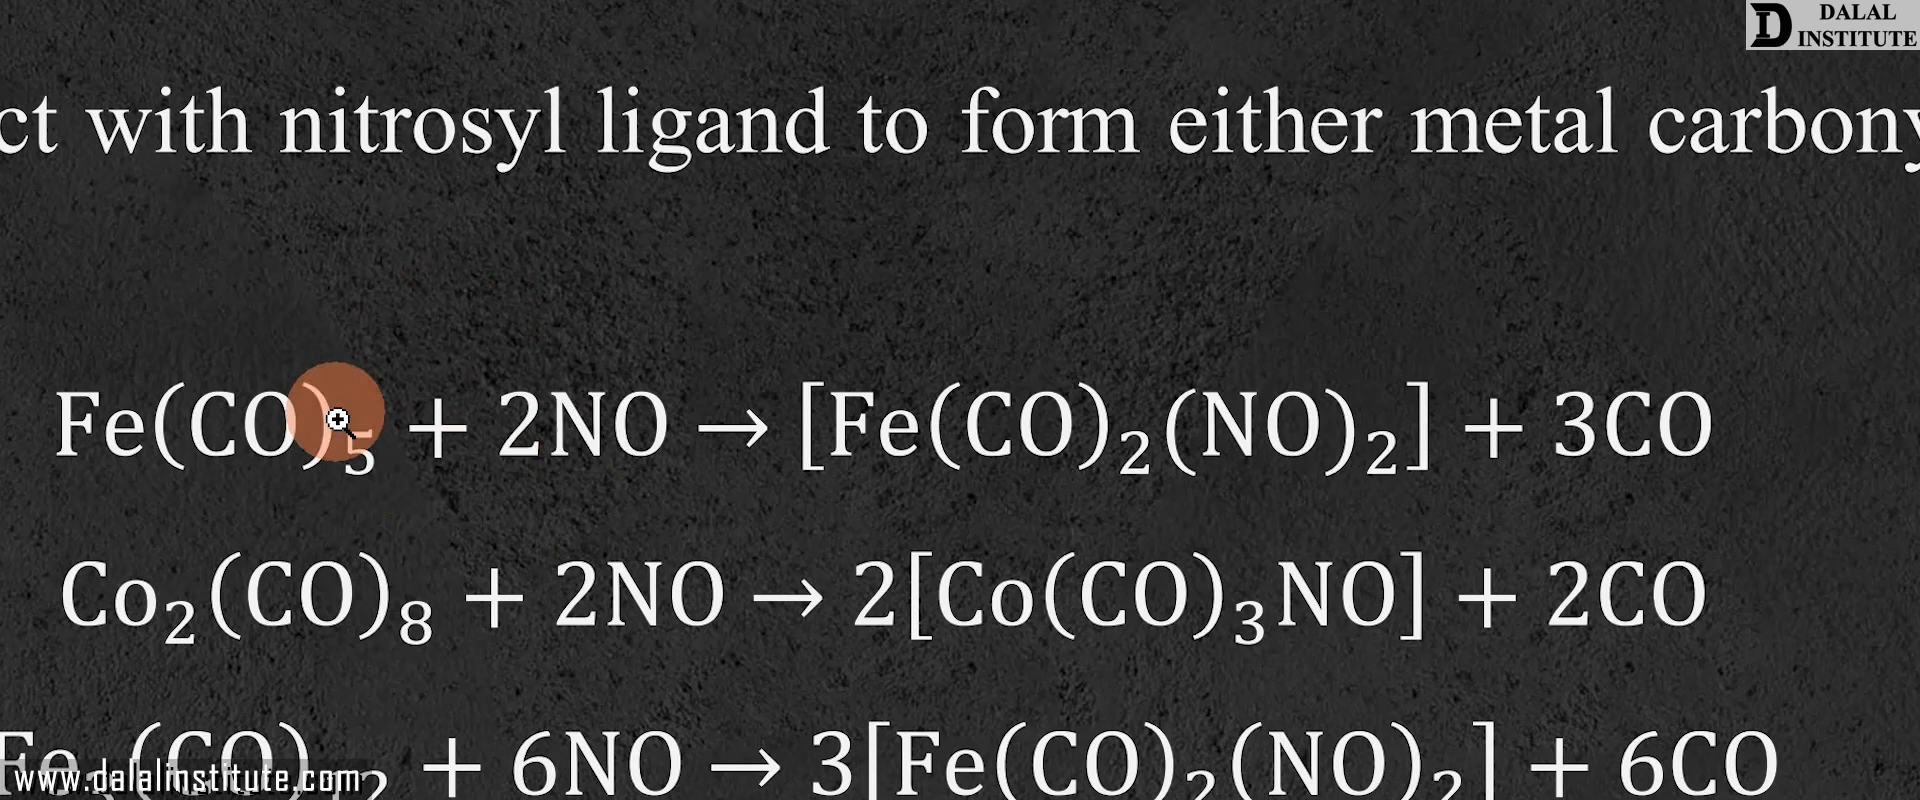 DALAL
INSTITUTE
ct with nitrosyl ligand to form either metal carbony
Fe(CO)₅ + 2NO → [Fe(CO)₂(NO)₂] + 3CO
Co₂(CO)₈ + 2NO → 2[Co(CO)₃NO] + 2CO
+ 6NO → 3[Fe(CO)₂(NO)₂] + 6CO
www.dalalinstitute.com